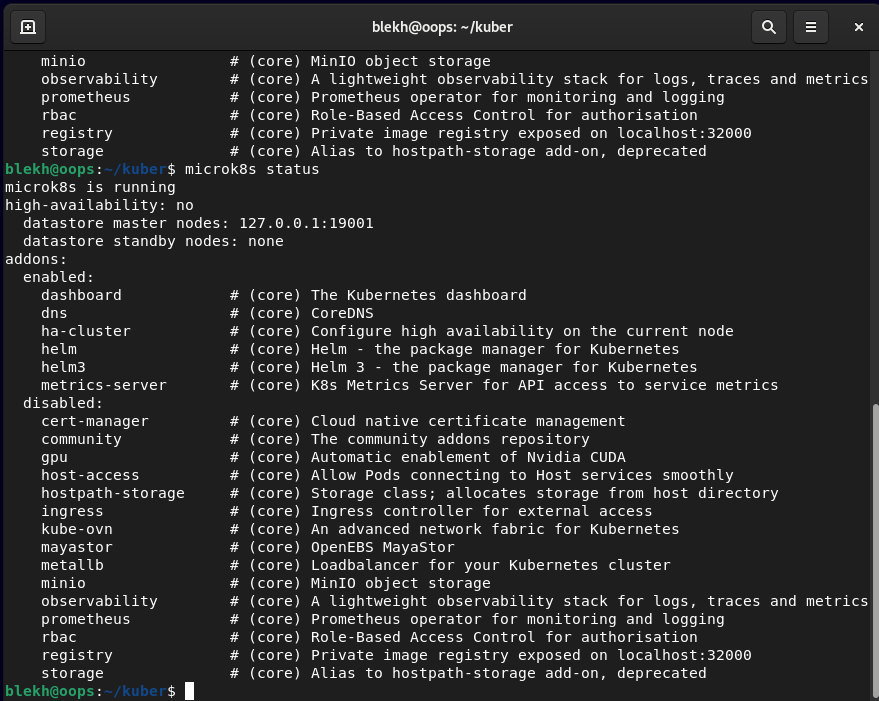 blekh@oops: ~/kuber
minio # (core) MinIO object storage
observability # (core) A lightweight observability stack for logs, traces and metrics
prometheus # (core) Prometheus operator for monitoring and logging
rbac # (core) Role-Based Access Control for authorisation
registry # (core) Private image registry exposed on localhost:32000
storage # (core) Alias to hostpath-storage add-on, deprecated
blekh@oops:~/kuber$ microk8s status
microk8s is running
high-availability: no
datastore master nodes: 127.0.0.1:19001
datastore standby nodes: none
addons:
enabled:
dashboard # (core) The Kubernetes dashboard
dns # (core) CoreDNS
ha-cluster # (core) Configure high availability on the current node
helm # (core) Helm - the package manager for Kubernetes
helm3 # (core) Helm 3 - the package manager for Kubernetes
metrics-server # (core) K8s Metrics Server for API access to service metrics
disabled:
cert-manager # (core) Cloud native certificate management
community # (core) The community addons repository
gpu # (core) Automatic enablement of Nvidia CUDA
host-access # (core) Allow Pods connecting to Host services smoothly
hostpath-storage # (core) Storage class; allocates storage from host directory
ingress # (core) Ingress controller for external access
kube-ovn # (core) An advanced network fabric for Kubernetes
mayastor # (core) OpenEBS MayaStor
metallb # (core) Loadbalancer for your Kubernetes cluster
minio # (core) MinIO object storage
observability # (core) A lightweight observability stack for logs, traces and metrics
prometheus # (core) Prometheus operator for monitoring and logging
rbac # (core) Role-Based Access Control for authorisation
registry # (core) Private image registry exposed on localhost:32000
storage # (core) Alias to hostpath-storage add-on, deprecated
blekh@oops:~/kuber$